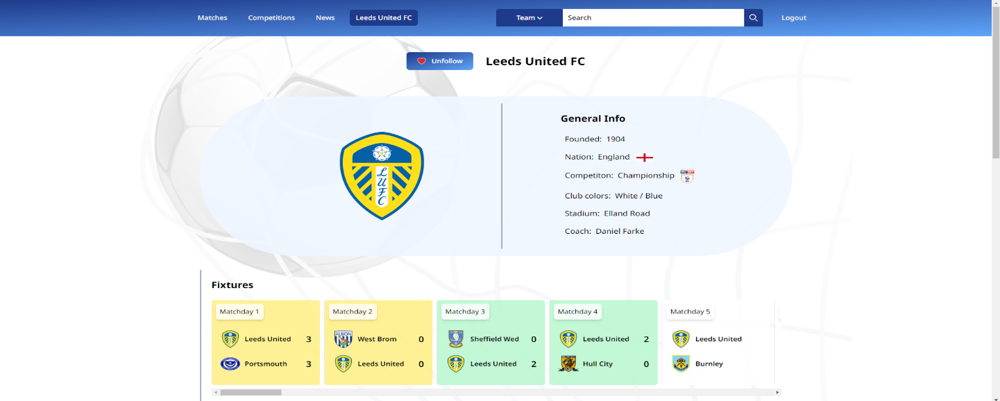 Matches Competitions News Leeds United FC Team Search Logout
Unfollow Leeds United FC
LUFC
General Info
Founded: 1904
Nation: England
Competiton: Championship
Club colors: White / Blue
Stadium: Elland Road
Coach: Daniel Farke
Fixtures
Matchday 1
Leeds United 3
Portsmouth 3
Matchday 2
West Brom 0
Leeds United 0
Matchday 3
Sheffield Wed 0
Leeds United 2
Matchday 4
Leeds United 2
Hull City 0
Matchday 5
Leeds United
Burnley